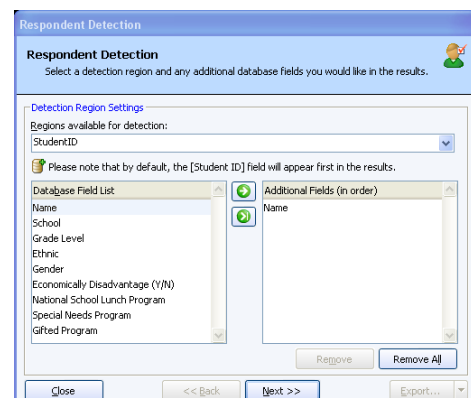 Respondent Detection
Respondent Detection
Select a detection region and any additional database fields you would like in the results.
Detection Region Settings
Regions available for detection:
StudentID
Please note that by default, the [Student ID] field will appear first in the results.
Database Field List
Additional Fields (in order)
Name
Name
School
Grade Level
Ethnic
Gender
Economically Disadvantage (Y/N)
National School Lunch Program
Special Needs Program
Gifted Program
Remove
Remove All
Close
<< Back
Next >>
Export...